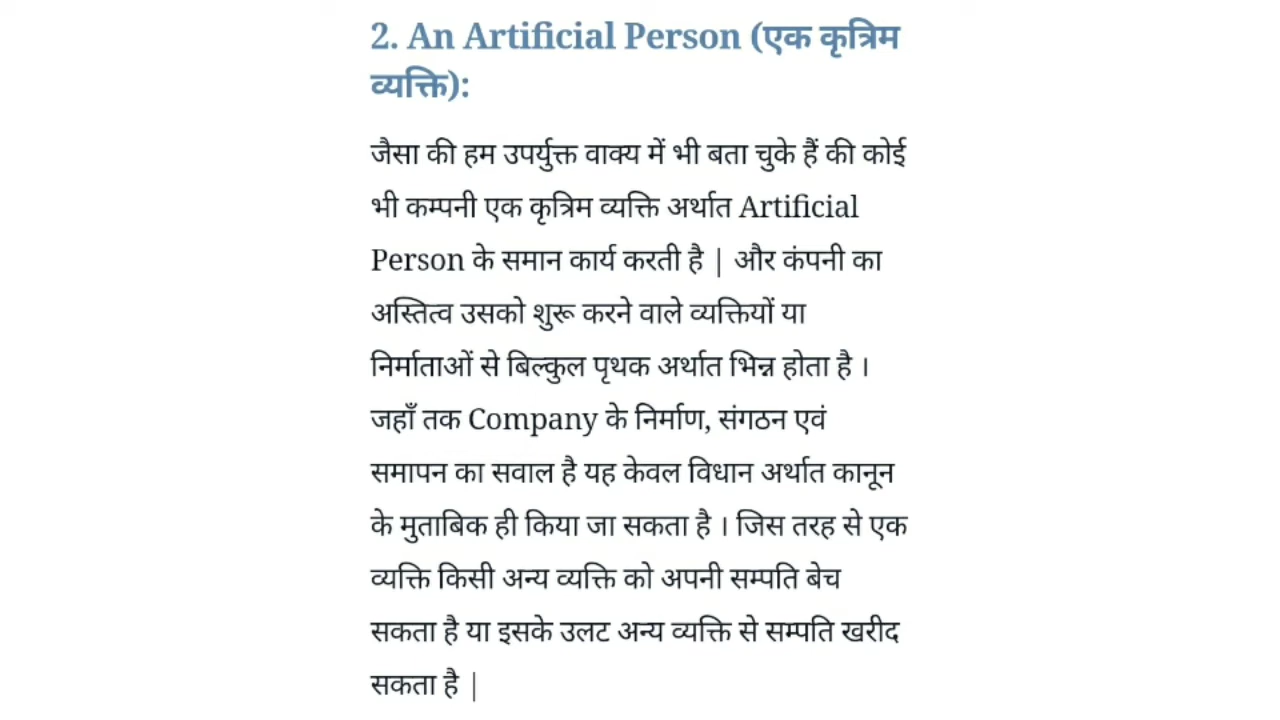 2. An Artificial Person (एक कृत्रिम
व्यक्ति):
जैसा की हम उपर्युक्त वाक्य में भी बता चुके हैं की कोई
भी कम्पनी एक कृत्रिम व्यक्ति अर्थात Artificial
Person के समान कार्य करती है | और कंपनी का
अस्तित्व उसको शुरू करने वाले व्यक्तियों या
निर्माताओं से बिल्कुल पृथक अर्थात भिन्न होता है ।
जहाँ तक Company के निर्माण, संगठन एवं
समापन का सवाल है यह केवल विधान अर्थात कानून
के मुताबिक ही किया जा सकता है । जिस तरह से एक
व्यक्ति किसी अन्य व्यक्ति को अपनी सम्पति बेच
सकता है या इसके उलट अन्य व्यक्ति से सम्पति खरीद
सकता है |